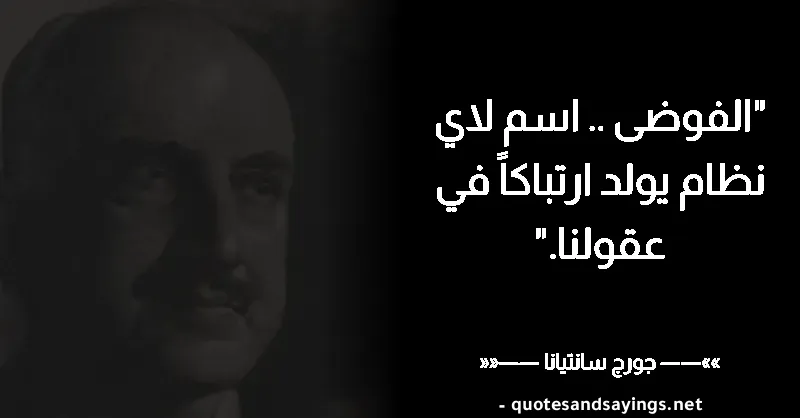 "الفوضى .. اسم لاي
نظام يولد ارتباكاً في
عقولنا."
»»—— جورج سانتيانا ——««
- quotesandsayings.net